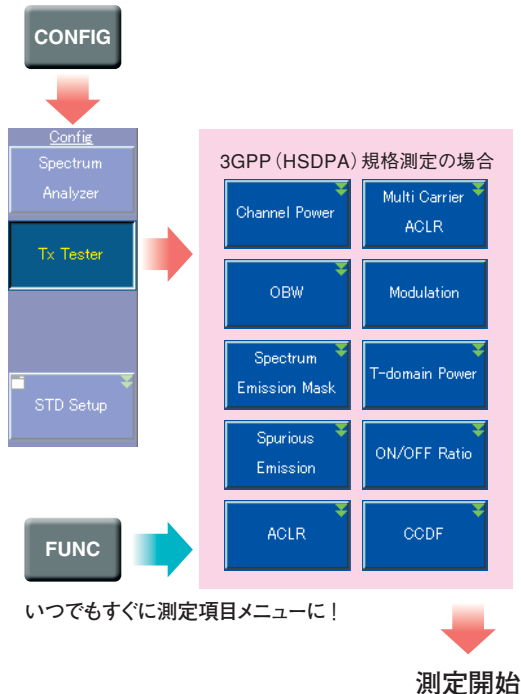 CONFIG
Config
Spectrum
Analyzer
Tx Tester
STD Setup
3GPP（HSDPA）規格測定の場合
Channel Power
Multi Carrier
ACLR
OBW
Modulation
Spectrum
Emission Mask
T-domain Power
Spurious
Emission
ON/OFF Ratio
ACLR
CCDF
FUNC
いつでもすぐに測定項目メニューに！
測定開始